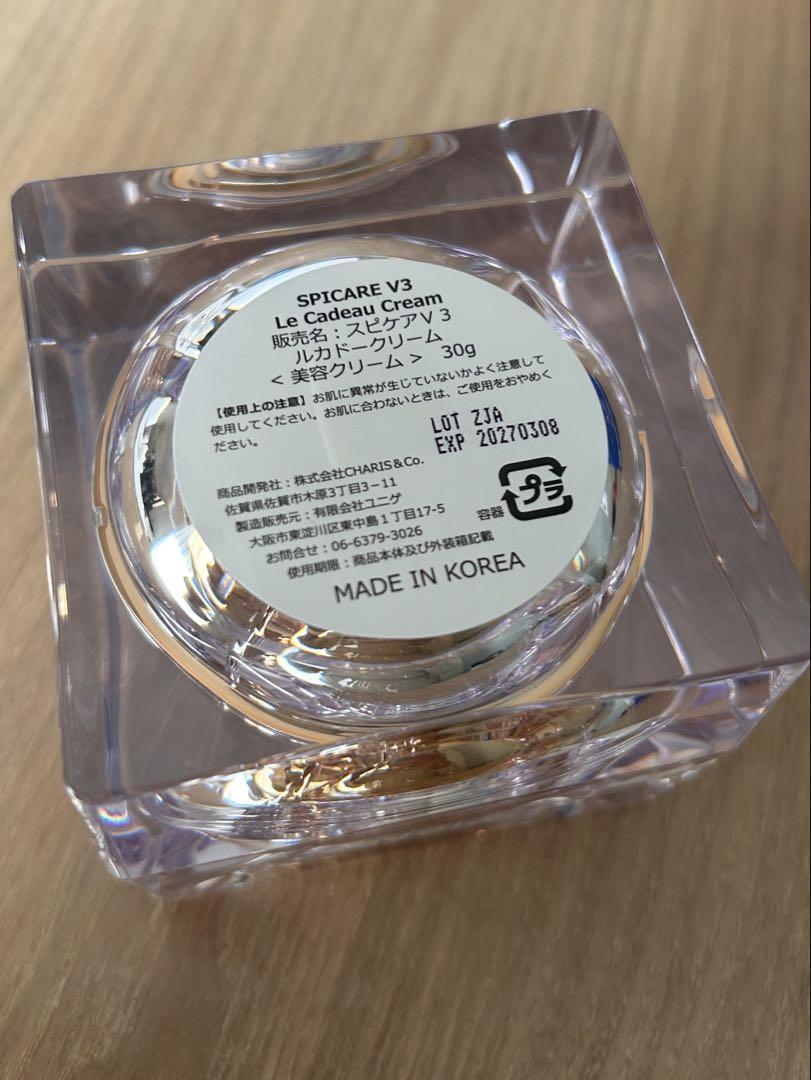 SPICARE V3
Le Cadeau Cream
販売名：スピケアV 3
ルカドークリーム
< 美容クリーム >　30g
【使用上の注意】お肌に異常が生じていないかよく注意して
使用してください。お肌に合わないときは、ご使用をおやめく
ださい。
LOT ZJA
EXP 20270308
商品開発社：株式会社CHARIS＆Co.
佐賀県佐賀市木原3丁目3－11
製造販売元：有限会社ユニゲ
大阪市東淀川区東中島１丁目17-5
お問合せ：06-6379-3026
使用期限：商品本体及び外装箱記載
容器 プラ
MADE IN KOREA